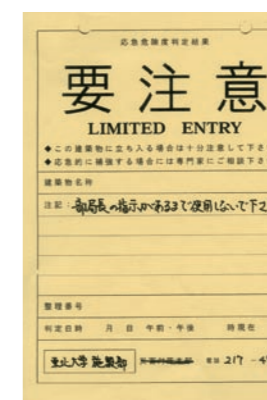 応急危険度判定結果
要注意
LIMITED ENTRY
◆この建築物に立ち入る場合は十分注意して下さ
◆応急的に補強する場合には専門家にご相談下さ
建築物名称
注記：部局長の指示があるまで使用しないで下さ
整理番号
判定日時 月 日 午前・午後 時現在
東北大学 施設部 電話 217-4